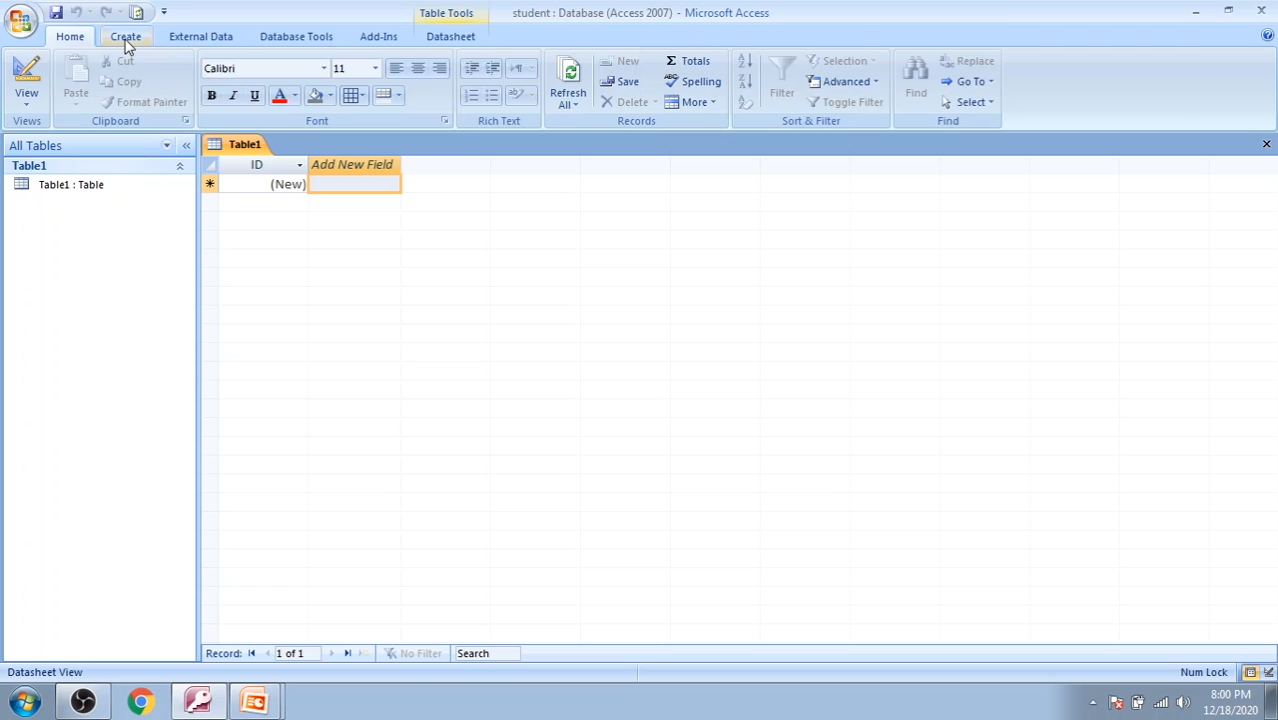 Table Tools
student : Database (Access 2007) - Microsoft Access
Home Create External Data Database Tools Add-Ins Datasheet
View
Views
Paste
Cut
Copy
Format Painter
Clipboard
Calibri 11
B I U A
Font
Rich Text
Refresh
All
New
Save
Delete
Totals
Spelling
More
Records
Filter
Selection
Advanced
Toggle Filter
Sort & Filter
Find
Replace
Go To
Select
Find
All Tables
Table1
Table1 : Table
Table1
ID Add New Field
(New)
Record: 1 of 1 No Filter Search
Datasheet View
Num Lock
8:00 PM
12/18/2020